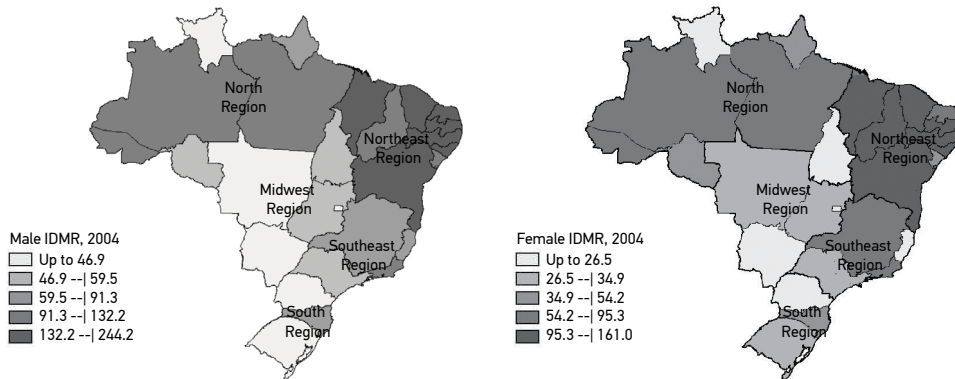 North
Region
Northeast
Region
Midwest
Region
Southeast
Region
South
Region
Male IDMR, 2004
Up to 46.9
46.9 --| 59.5
59.5 --| 91.3
91.3 --| 132.2
132.2 --| 244.2
North
Region
Northeast
Region
Midwest
Region
Southeast
Region
South
Region
Female IDMR, 2004
Up to 26.5
26.5 --| 34.9
34.9 --| 54.2
54.2 --| 95.3
95.3 --| 161.0